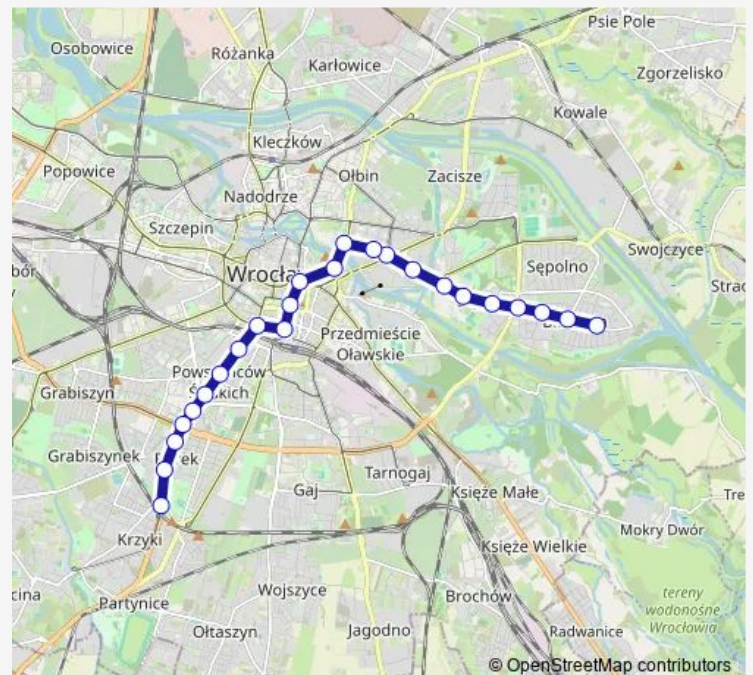 Psie Pole
Osobowice
Różanka
Karłowice
Zgorzelisko
Kowale
Kleczków
Popowice
Ołbin
Zacisze
Nadodrze
Szczepin
Swojczyce
Sępolno
Wrocła
Przedmieście
Oławskie
Gabiszyn
Grabiszynek
Tarnogaj
Gaj
Księże Małe
Krzyki
Księże Wielkie
Mokry Dwór
Partynice
Wojszyce
Brochów
tereny
wodonośne
Wrocławia
Ołtaszyn
Jagodno
Radwanice
© OpenStreetMap contributors